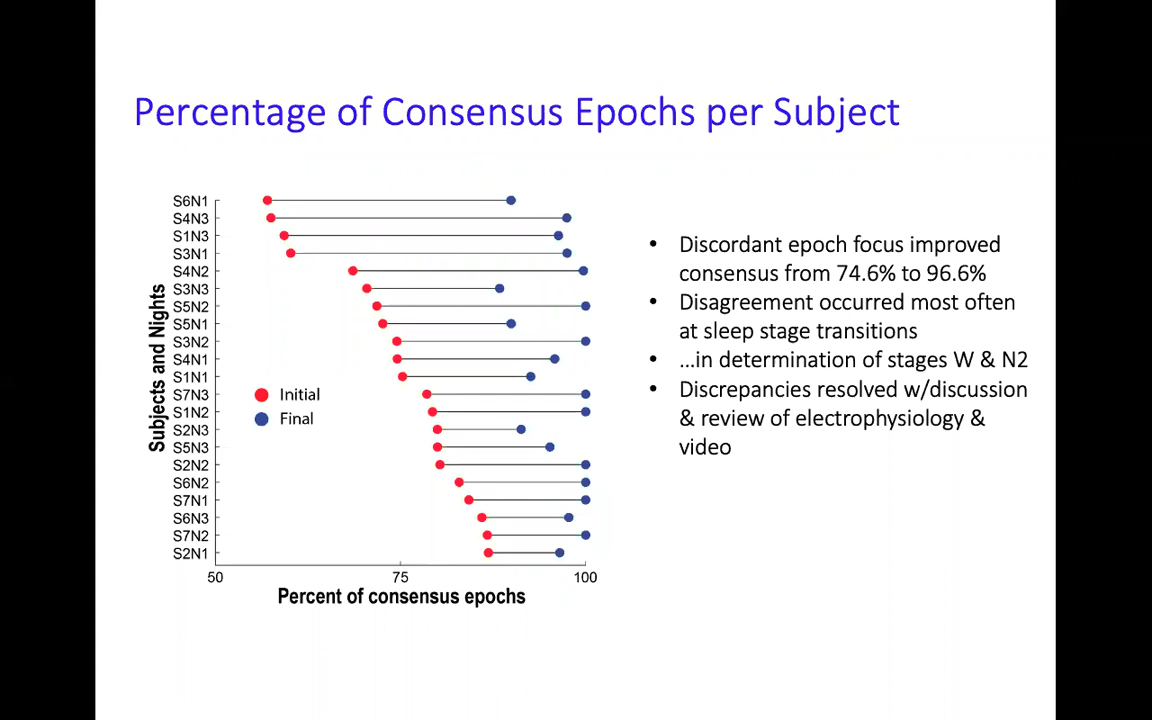 Percentage of Consensus Epochs per Subject
S6N1
S4N3
S1N3
S3N1
S4N2
S3N3
S5N2
S5N1
S3N2
S4N1
S1N1
S7N3
S1N2
S2N3
S5N3
S2N2
S6N2
S7N1
S6N3
S7N2
S2N1
Subjects and Nights
Initial
Final
50
75
100
Percent of consensus epochs
• Discordant epoch focus improved
consensus from 74.6% to 96.6%
• Disagreement occurred most often
at sleep stage transitions
• ...in determination of stages W & N2
• Discrepancies resolved w/discussion
& review of electrophysiology &
video